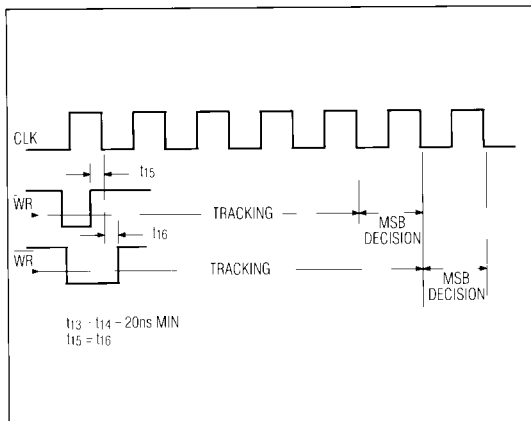 CLK
t15
WR
TRACKING
MSB
DECISION
t16
WR
TRACKING
MSB
DECISION
t13 - t14 - 20ns MIN
t15 = t16